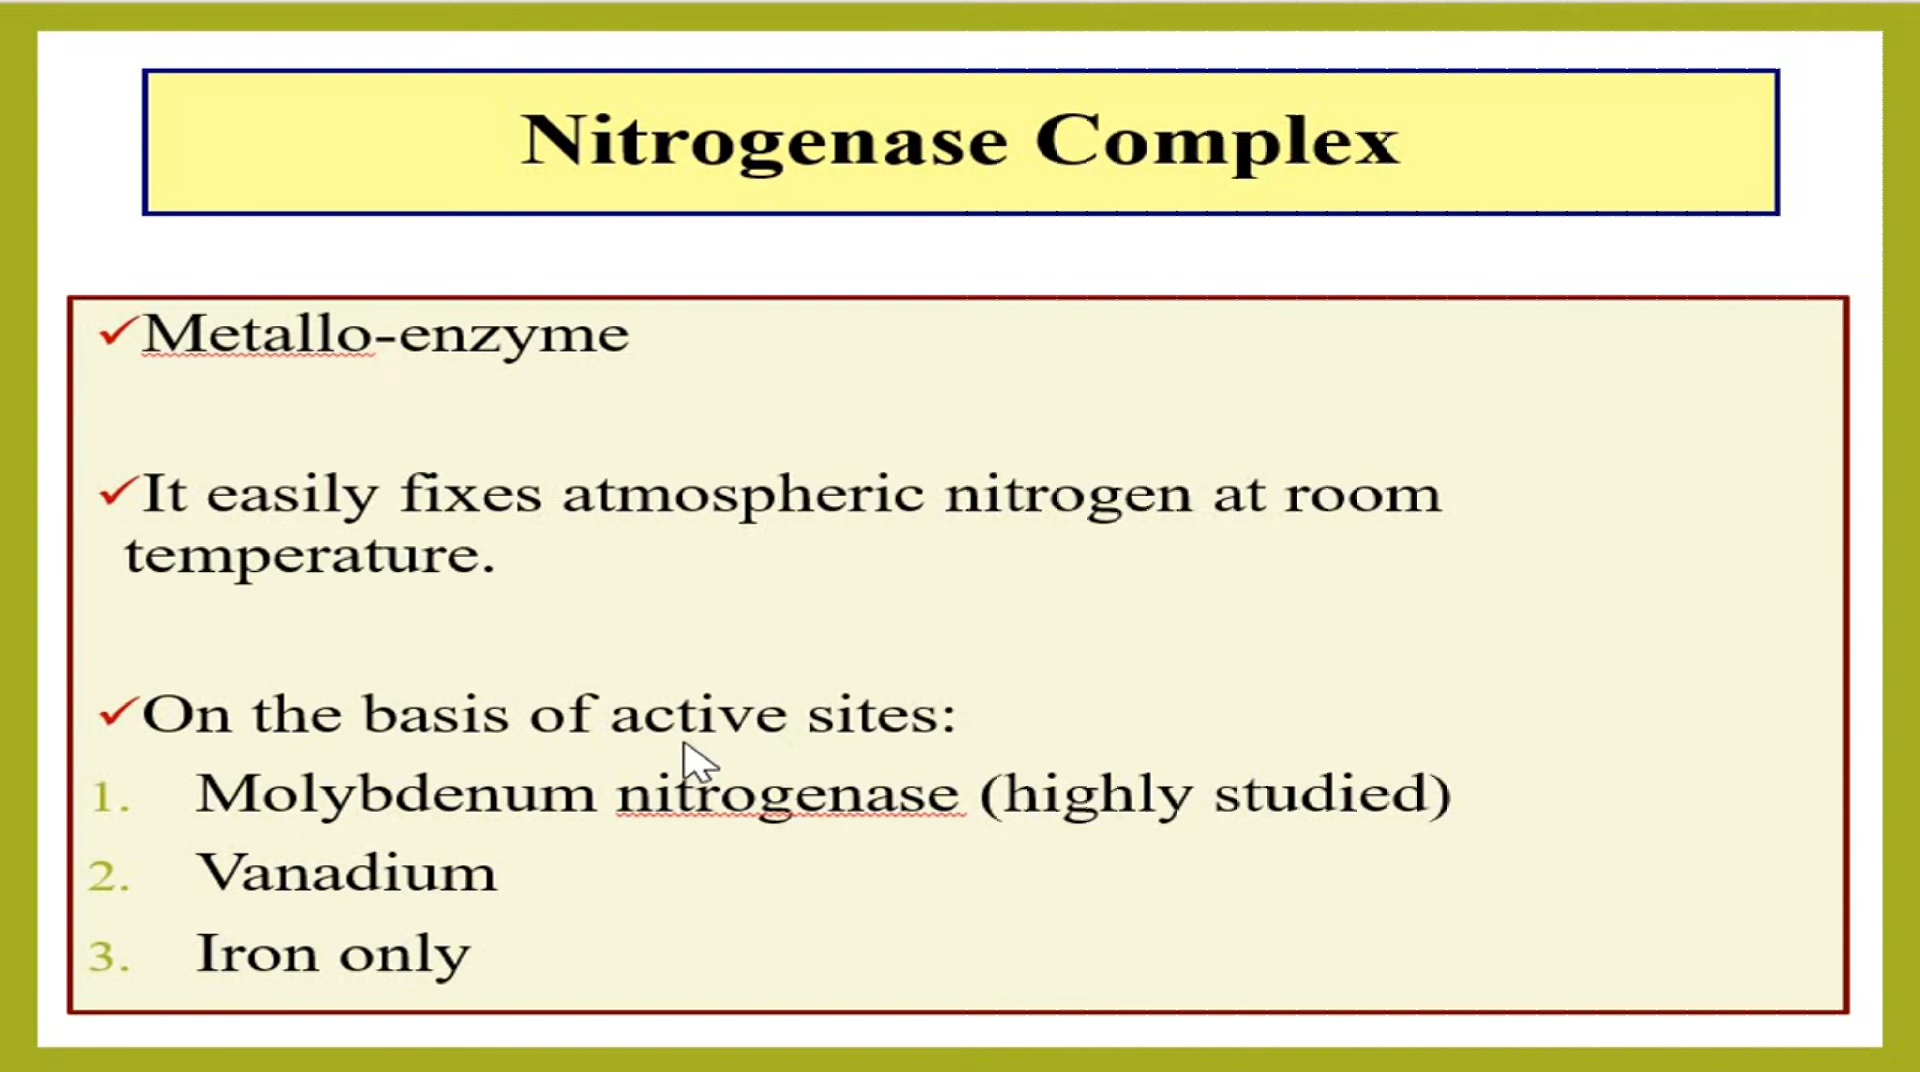 Nitrogenase Complex
✓Metallo-enzyme
✓It easily fixes atmospheric nitrogen at room
temperature.
✓On the basis of active sites:
1. Molybdenum nitrogenase (highly studied)
2. Vanadium
3. Iron only